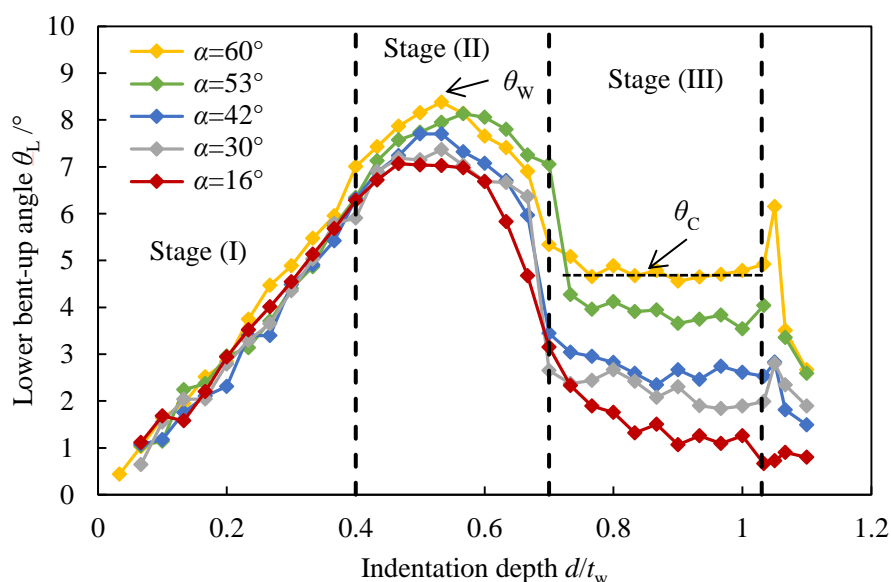 10
9
8
7
6
5
4
3
2
1
0
Lower bent-up angle θL /°
α=60°
α=53°
α=42°
α=30°
α=16°
Stage (I)
Stage (II)
Stage (III)
θW
θC
0
0.2
0.4
0.6
0.8
1
1.2
Indentation depth d/tw